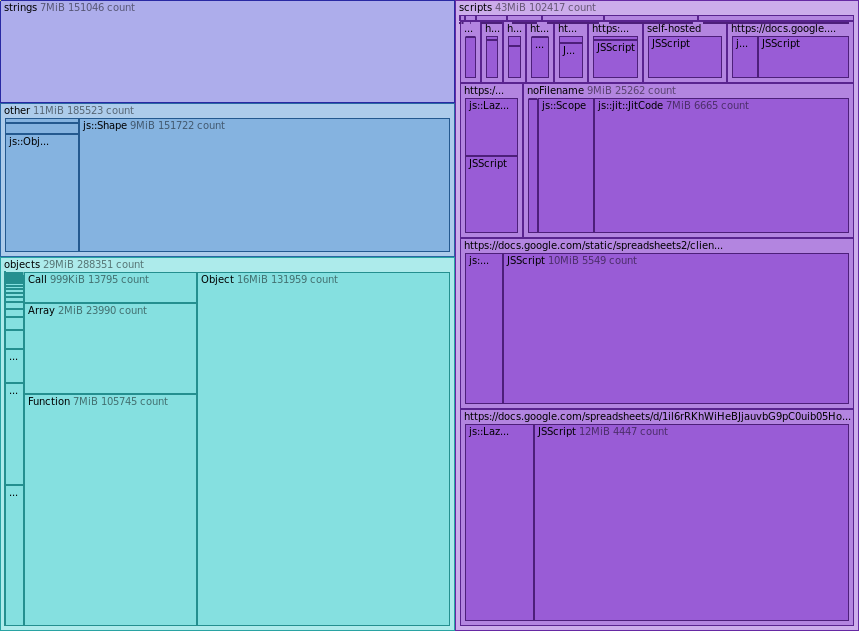 strings 7MiB 151046 count
other 11MiB 185523 count
js::Obj...
js::Shape 9MiB 151722 count
objects 29MiB 288351 count
Call 999KiB 13795 count
Object 16MiB 131959 count
Array 2MiB 23990 count
...
...
Function 7MiB 105745 count
...
scripts 43MiB 102417 count
...
h...
h...
ht...
ht...
https:...
self-hosted
https://docs.google....
...
J...
JSScript
JSScript
j...
JSScript
https:/...
noFilename 9MiB 25262 count
js::Laz...
js::Scope
js::jit::JitCode 7MiB 6665 count
JSScript
https://docs.google.com/static/spreadsheets2/clien...
js:...
JSScript 10MiB 5549 count
https://docs.google.com/spreadsheets/d/1il6rRKhWiHeBJjauvbG9pC0uib05Ho...
js::Laz...
JSScript 12MiB 4447 count